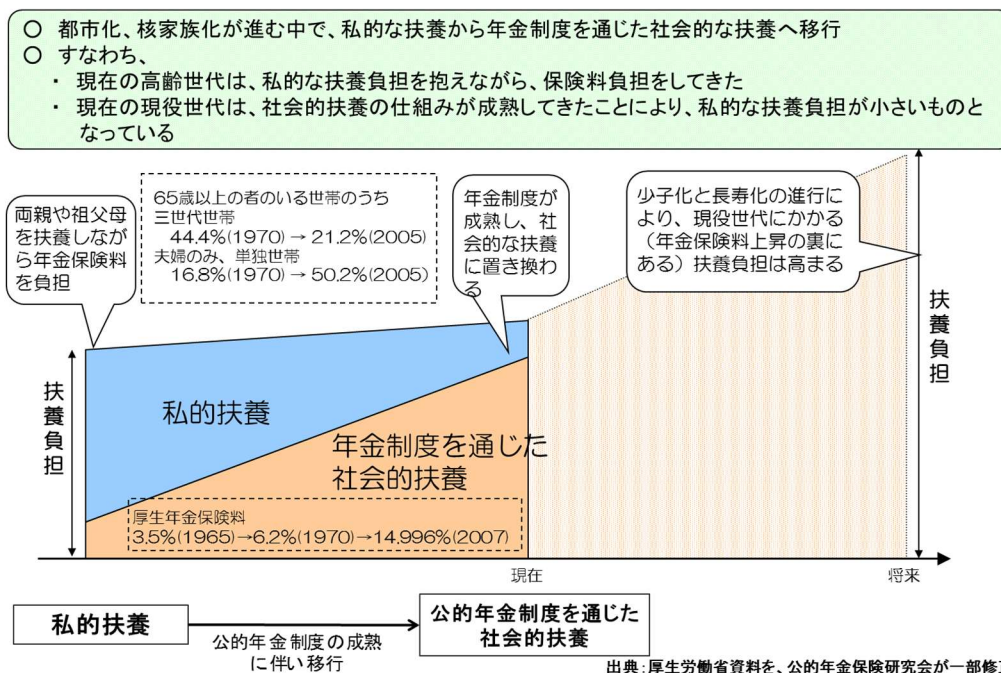 ○ 都市化、核家族化が進む中で、私的な扶養から年金制度を通じた社会的な扶養へ移行
○ すなわち、
・ 現在の高齢世代は、私的な扶養負担を抱えながら、保険料負担をしてきた
・ 現在の現役世代は、社会的扶養の仕組みが成熟してきたことにより、私的な扶養負担が小さいものと
なっている
両親や祖父母
を扶養しなが
ら年金保険料
を負担
65歳以上の者のいる世帯のうち
三世代世帯
44.4%(1970) → 21.2%(2005)
夫婦のみ、単独世帯
16.8%(1970) → 50.2%(2005)
年金制度が
成熟し、社
会的な扶養
に置き換わ
る
少子化と長寿化の進行
により、現役世代にかかる
(年金保険料上昇の裏に
ある)扶養負担は高まる
扶養負担
扶養負担
私的扶養
年金制度を通じた
社会的扶養
厚生年金保険料
3.5%(1965)→6.2%(1970)→14.996%(2007)
現在
将来
私的扶養
公的年金制度の成熟
に伴い移行
公的年金制度を通じた
社会的扶養
出典:厚生労働省資料を、公的年金保険研究会が一部修